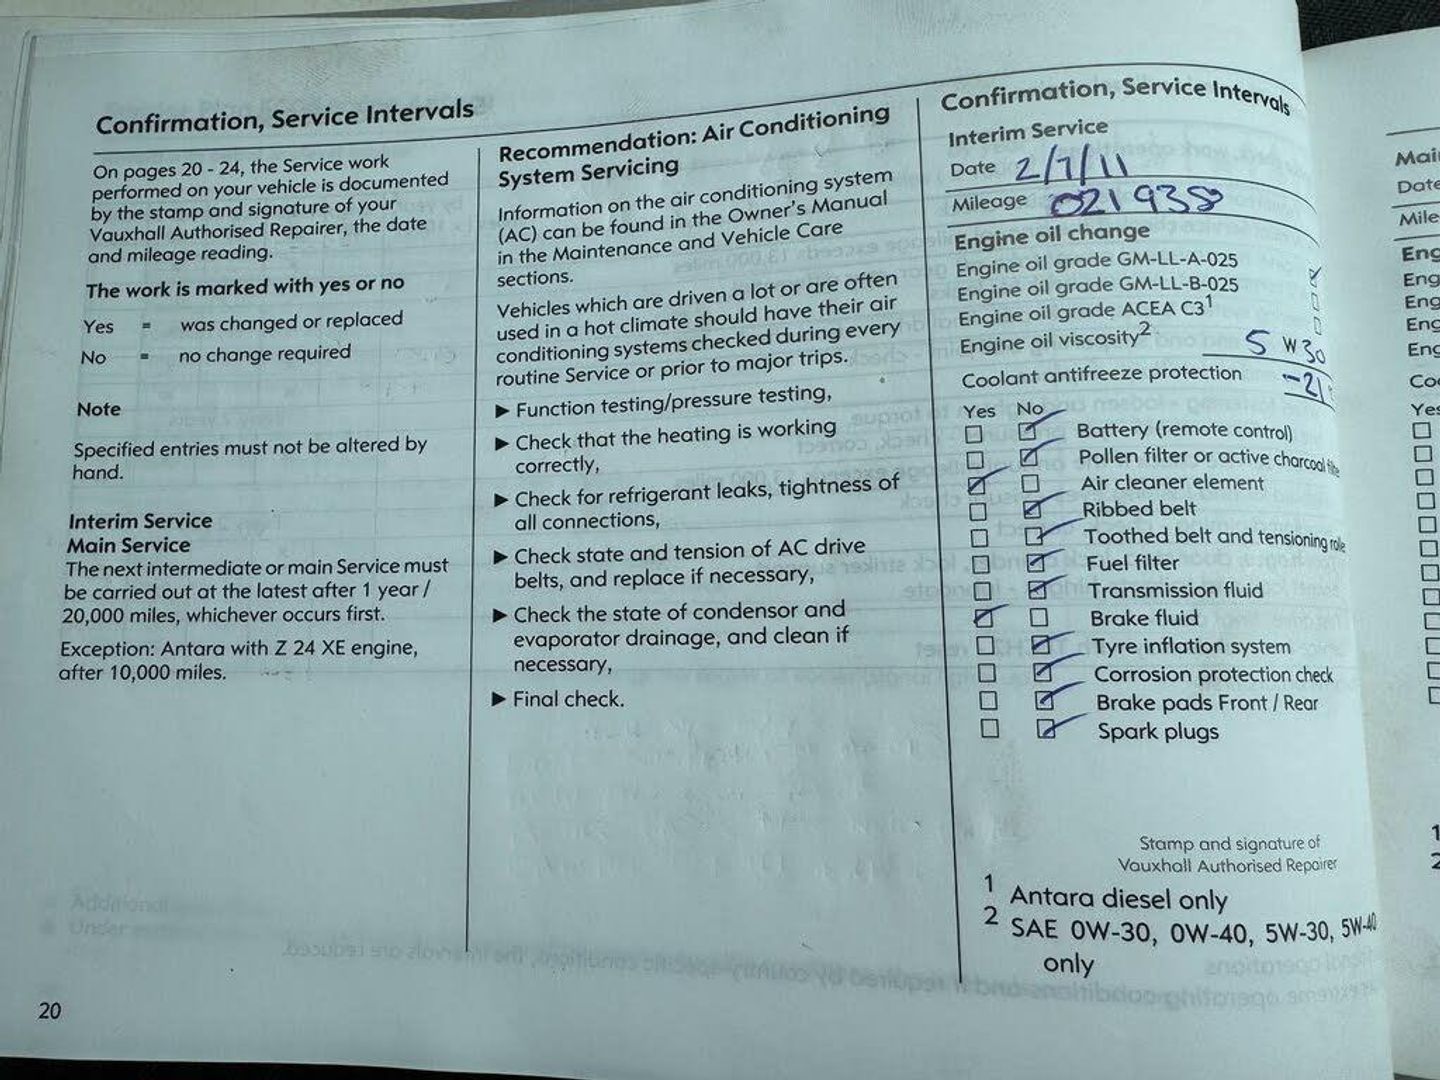 Confirmation, Service Intervals
On pages 20 - 24, the Service work
performed on your vehicle is documented
by the stamp and signature of your
Vauxhall Authorised Repairer, the date
and mileage reading.
The work is marked with yes or no
Yes = was changed or replaced
No = no change required
Note
Specified entries must not be altered by
hand.
Interim Service
Main Service
The next intermediate or main Service must
be carried out at the latest after 1 year /
20,000 miles, whichever occurs first.
Exception: Antara with Z 24 XE engine,
after 10,000 miles.
20
Recommendation: Air Conditioning
System Servicing
Information on the air conditioning system
(AC) can be found in the Owner's Manual
in the Maintenance and Vehicle Care
sections.
Vehicles which are driven a lot or are often
used in a hot climate should have their air
conditioning systems checked during every
routine Service or prior to major trips.
► Function testing/pressure testing,
► Check that the heating is working
correctly,
► Check for refrigerant leaks, tightness of
all connections,
► Check state and tension of AC drive
belts, and replace if necessary,
► Check the state of condensor and
evaporator drainage, and clean if
necessary,
► Final check.
Confirmation, Service Intervals
Interim Service
Date 2/7/11
Mileage
Engine oil change
Engine oil grade GM-LL-A-025
Engine oil grade GM-LL-B-025
Engine oil grade ACEA C3¹
Engine oil viscosity² 5 W 30
Coolant antifreeze protection -21
Yes No
Battery (remote control)
Pollen filter or active charcoal
Air cleaner element
Ribbed belt
Toothed belt and tensioning
Fuel filter
Transmission fluid
Brake fluid
Tyre inflation system
Corrosion protection check
Brake pads Front / Rear
Spark plugs
Stamp and signature of
Vauxhall Authorised Repairer
1 Antara diesel only
2 SAE 0W-30, 0W-40, 5W-30, 5W-40
only